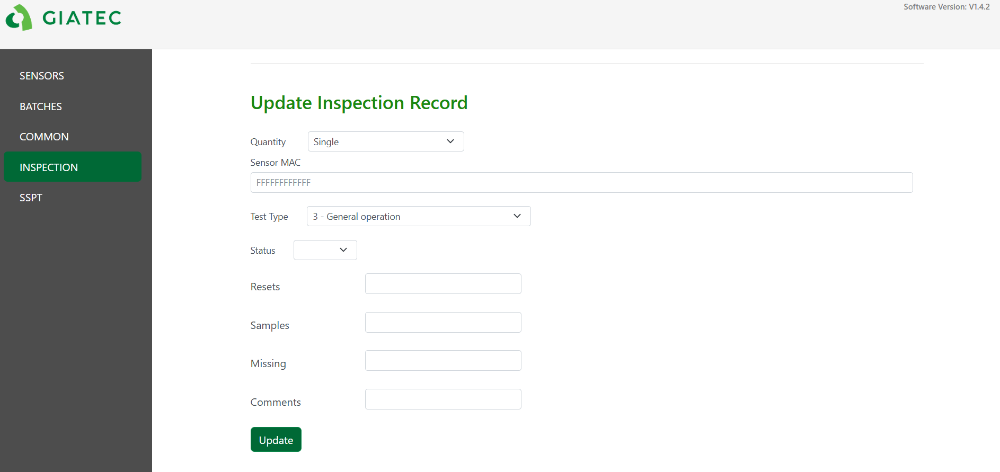 GIATEC
Software Version: V1.4.2
SENSORS
BATCHES
COMMON
INSPECTION
SSPT
Update Inspection Record
Quantity Single
Sensor MAC
FFFFFFFFFFFF
Test Type 3 - General operation
Status
Resets
Samples
Missing
Comments
Update